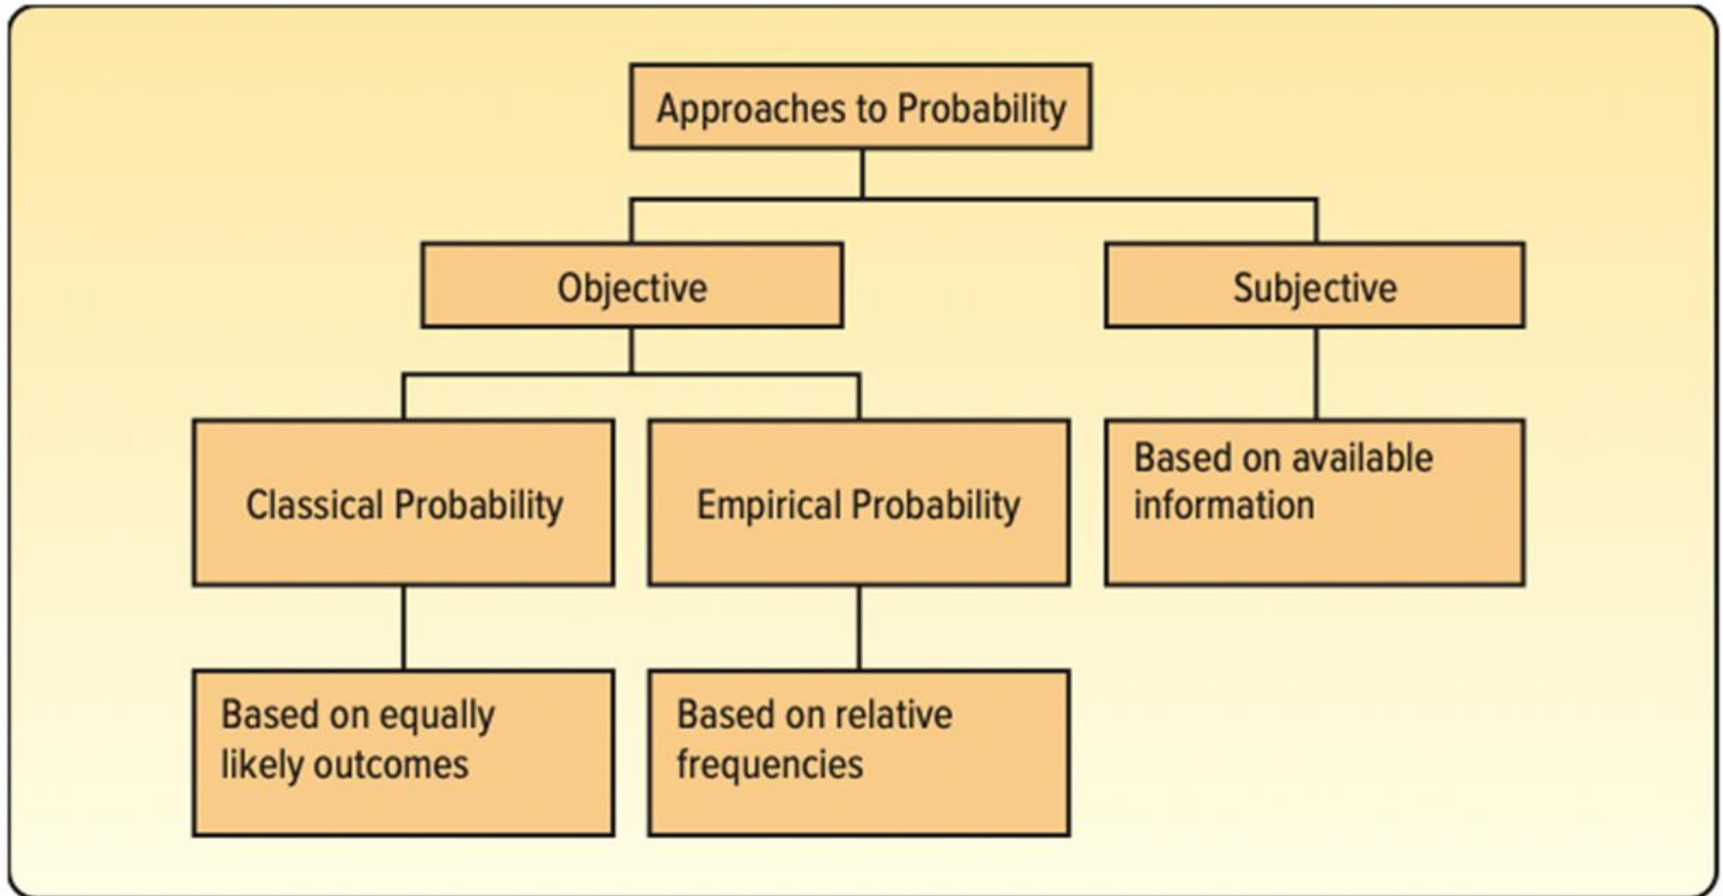 Approaches to Probability
Objective
Subjective
Classical Probability
Empirical Probability
Based on available
information
Based on equally
likely outcomes
Based on relative
frequencies